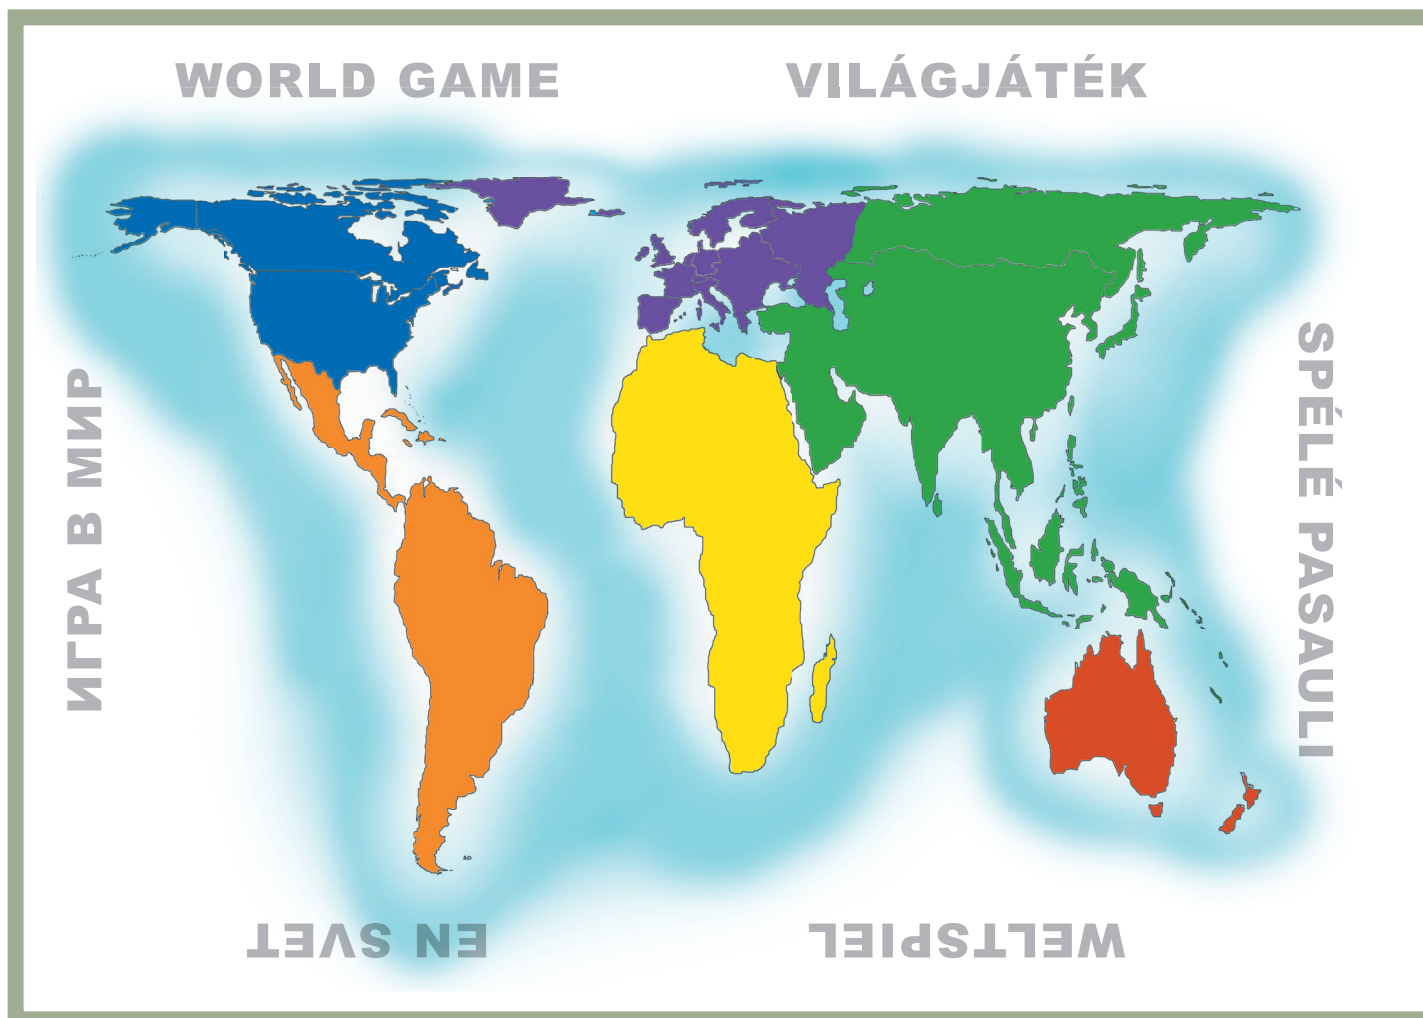 WORLD GAME
VILÁGJÁTÉK
ИГРА В МИР
SPÉLÉ PASAULI
EN SVET
WELTSPIEL